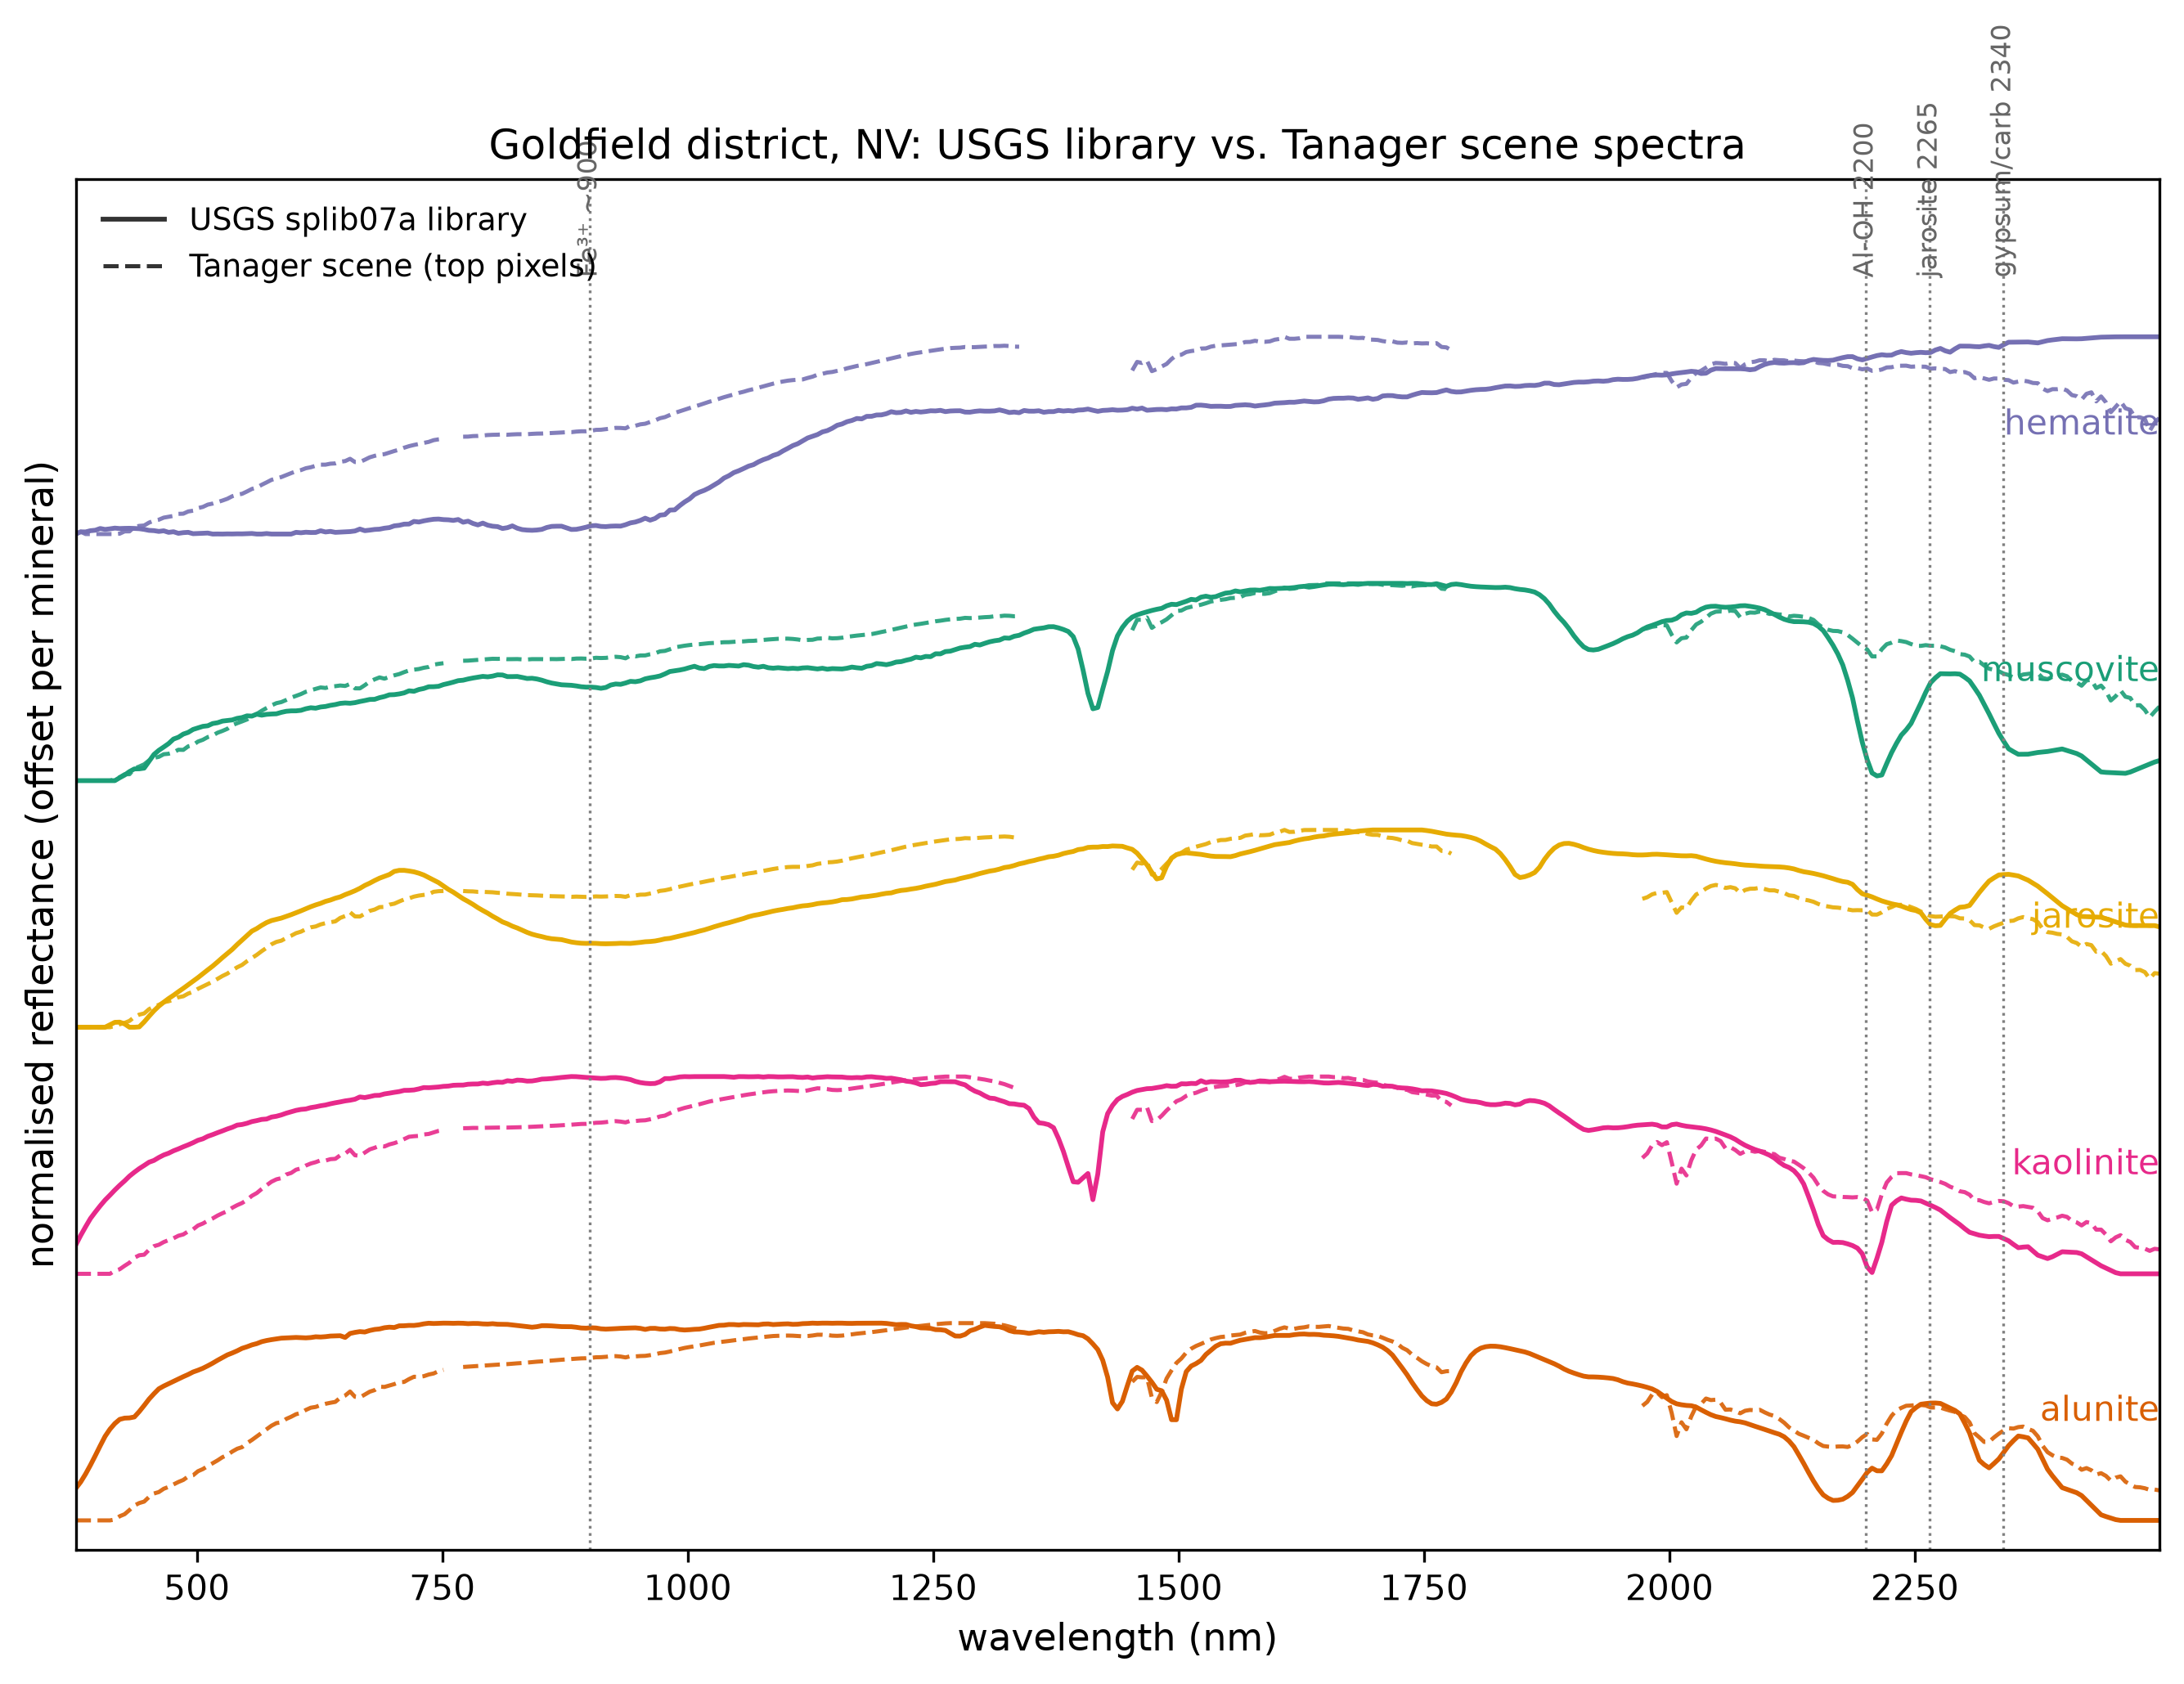 Goldfield district, NV: USGS library vs. Tanager scene spectra
USGS splib07a library
Tanager scene (top pixels)
Fe³⁺ ~900
Al-OH 2200
jarosite 2265
gypsum/carb 2340
hematite
muscovite
jarosite
kaolinite
alunite
normalised reflectance (offset per mineral)
500 750 1000 1250 1500 1750 2000 2250
wavelength (nm)